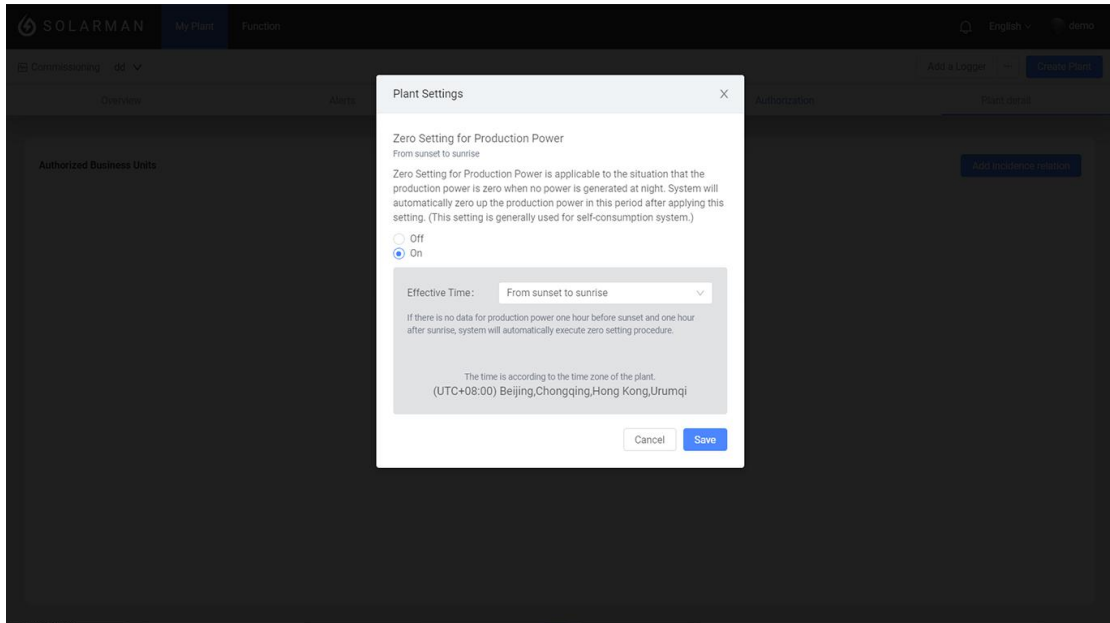 SOLARMAN
My Plant
Function
English
demo
Commissioning dd
Add a Logger
Create Plant
Overview
Alerts
Authorization
Plant detail
Authorized Business Units
Add incidence relation
Plant Settings
Zero Setting for Production Power
From sunset to sunrise
Zero Setting for Production Power is applicable to the situation that the
production power is zero when no power is generated at night. System will
automatically zero up the production power in this period after applying this
setting. (This setting is generally used for self-consumption system.)
Off
On
Effective Time: From sunset to sunrise
If there is no data for production power one hour before sunset and one hour
after sunrise, system will automatically execute zero setting procedure.
The time is according to the time zone of the plant.
(UTC+08:00) Beijing,Chongqing,Hong Kong,Urumqi
Cancel
Save